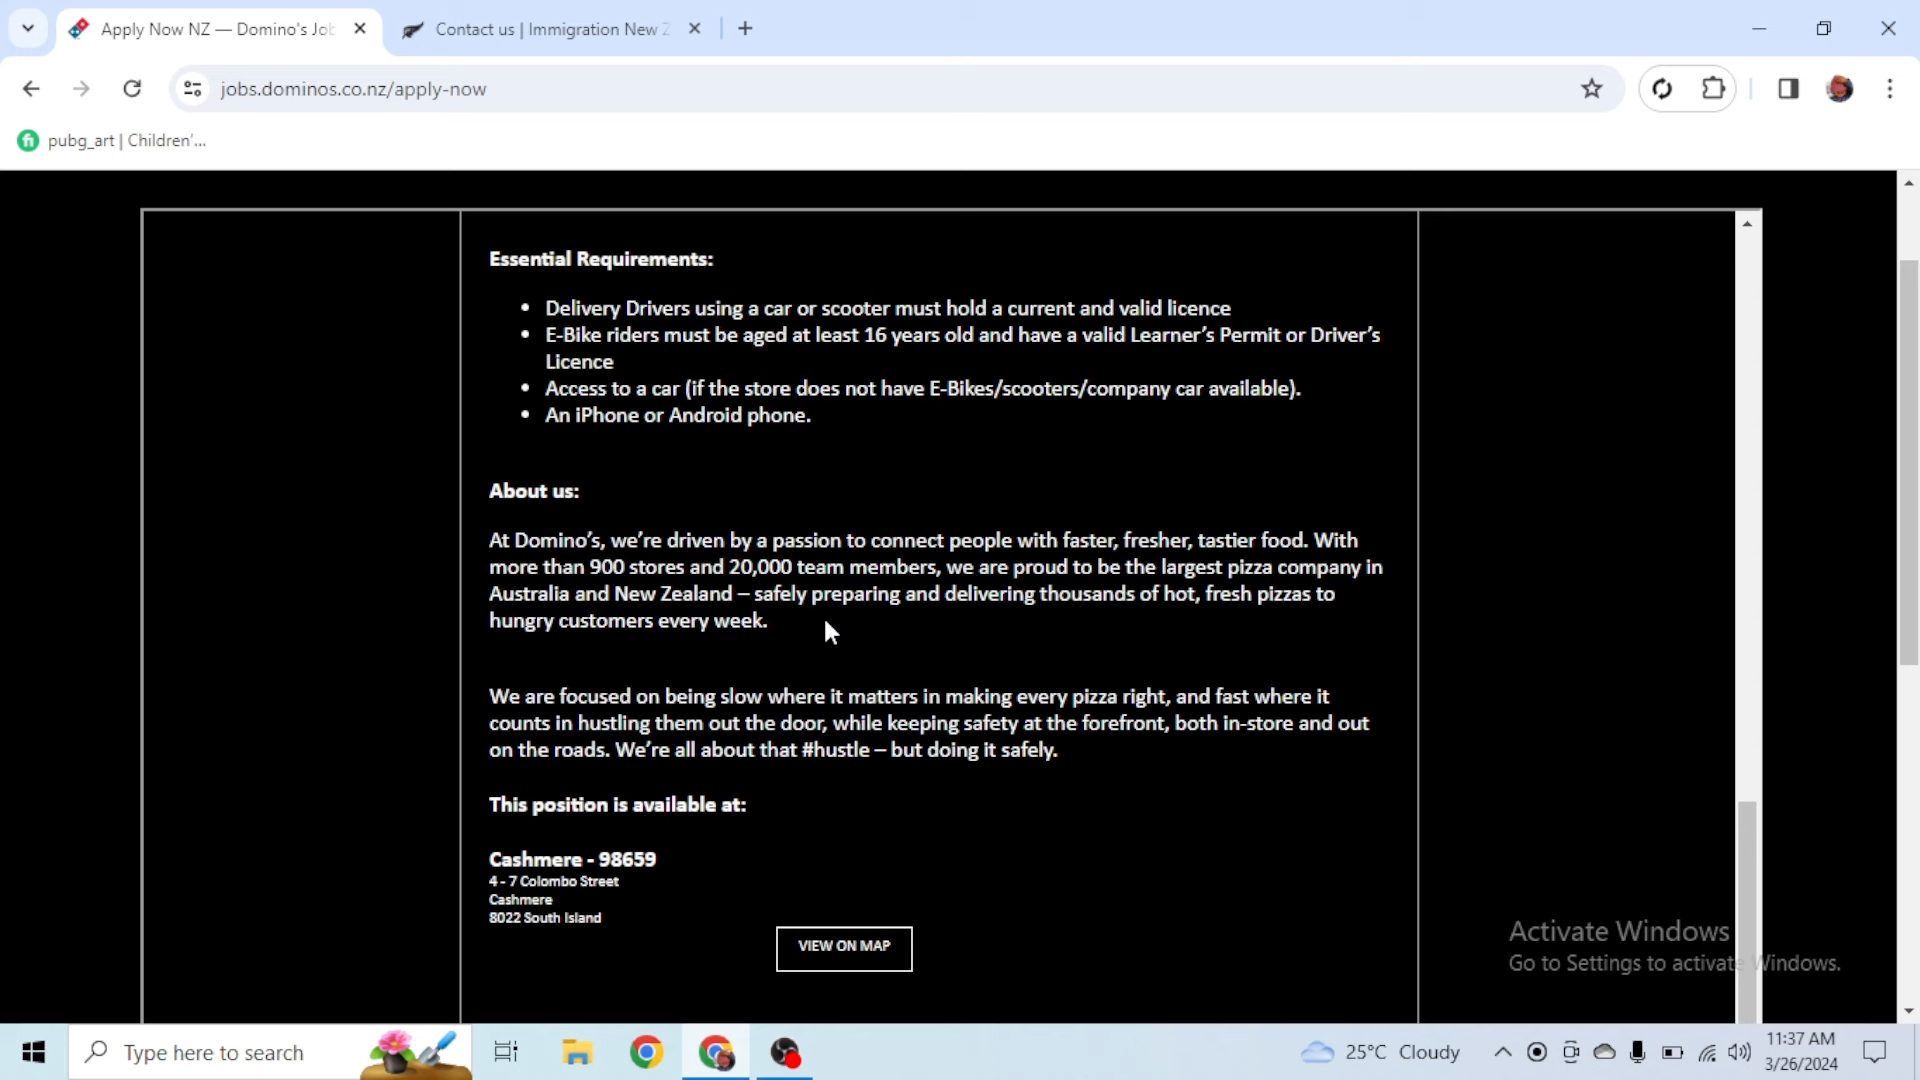 Apply Now NZ — Domino's Job
Contact us | Immigration New Z
jobs.dominos.co.nz/apply-now
pubg_art | Children'...
Essential Requirements:
• Delivery Drivers using a car or scooter must hold a current and valid licence
• E-Bike riders must be aged at least 16 years old and have a valid Learner's Permit or Driver's
Licence
• Access to a car (if the store does not have E-Bikes/scooters/company car available).
• An iPhone or Android phone.
About us:
At Domino's, we're driven by a passion to connect people with faster, fresher, tastier food. With
more than 900 stores and 20,000 team members, we are proud to be the largest pizza company in
Australia and New Zealand – safely preparing and delivering thousands of hot, fresh pizzas to
hungry customers every week.
We are focused on being slow where it matters in making every pizza right, and fast where it
counts in hustling them out the door, while keeping safety at the forefront, both in-store and out
on the roads. We're all about that #hustle – but doing it safely.
This position is available at:
Cashmere - 98659
4 - 7 Colombo Street
Cashmere
8022 South Island
VIEW ON MAP
Activate Windows
Go to Settings to activate Windows.
Type here to search
25°C Cloudy
11:37 AM
3/26/2024